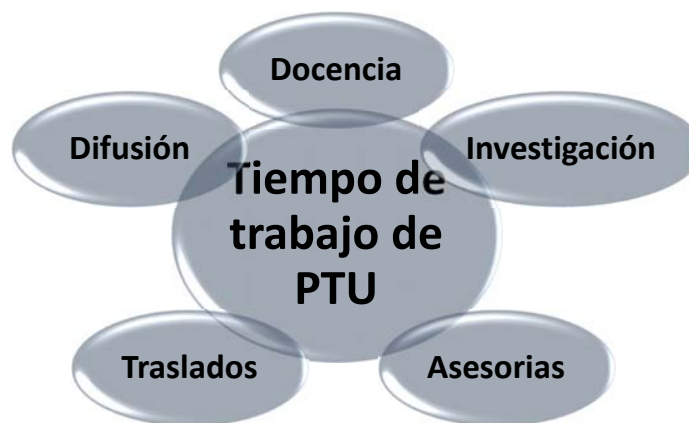 Docencia
Difusión
Investigación
Tiempo de
trabajo de
PTU
Traslados
Asesorias